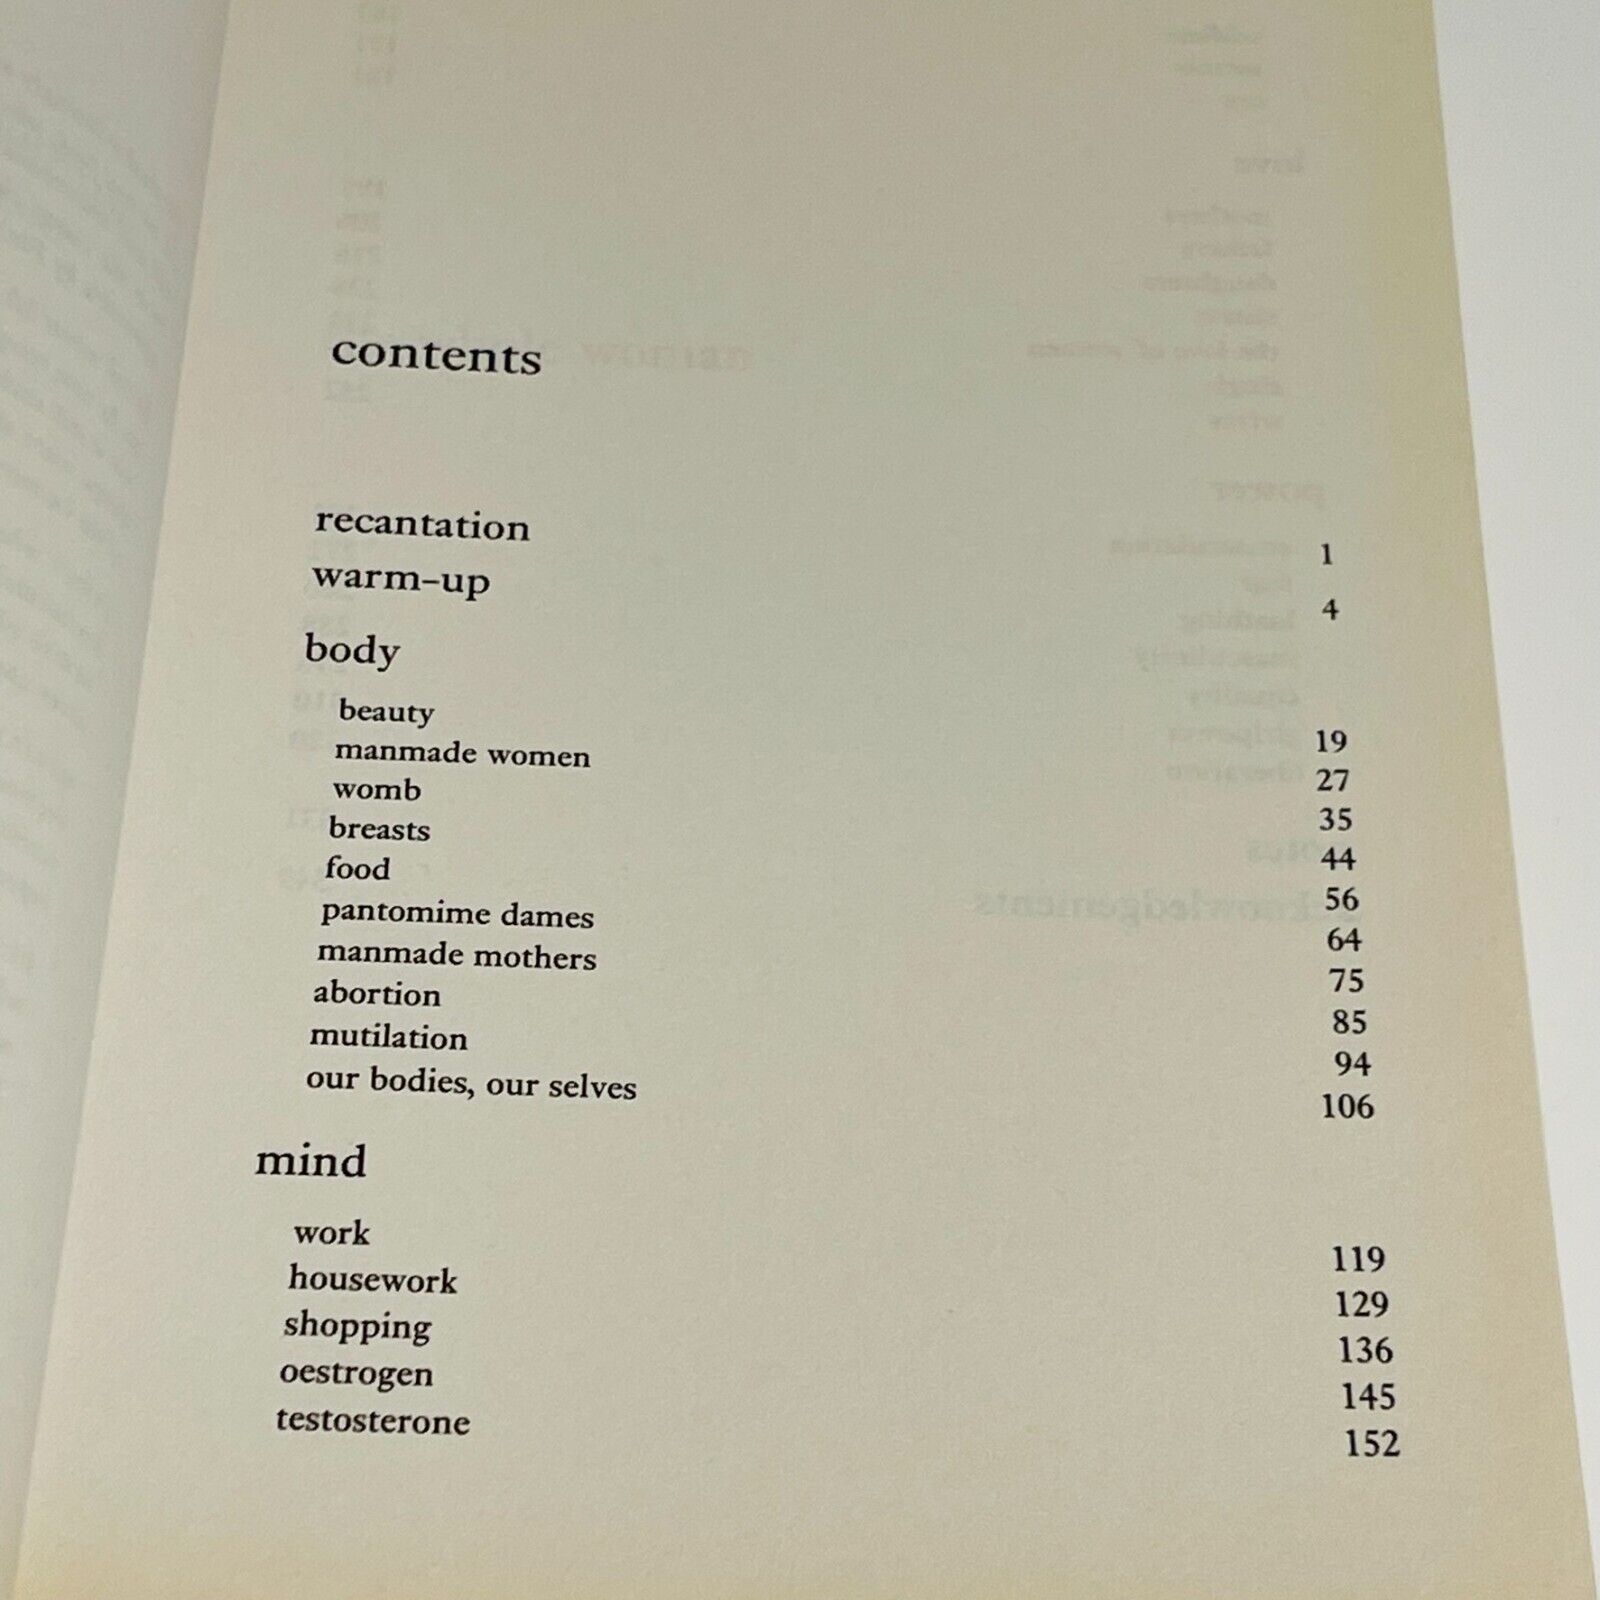 contents
recantation 1
warm-up 4
body
beauty 19
manmade women 27
womb 35
breasts 44
food 56
pantomime dames 64
manmade mothers 75
abortion 85
mutilation 94
our bodies, our selves 106
mind
work 119
housework 129
shopping 136
oestrogen 145
testosterone 152